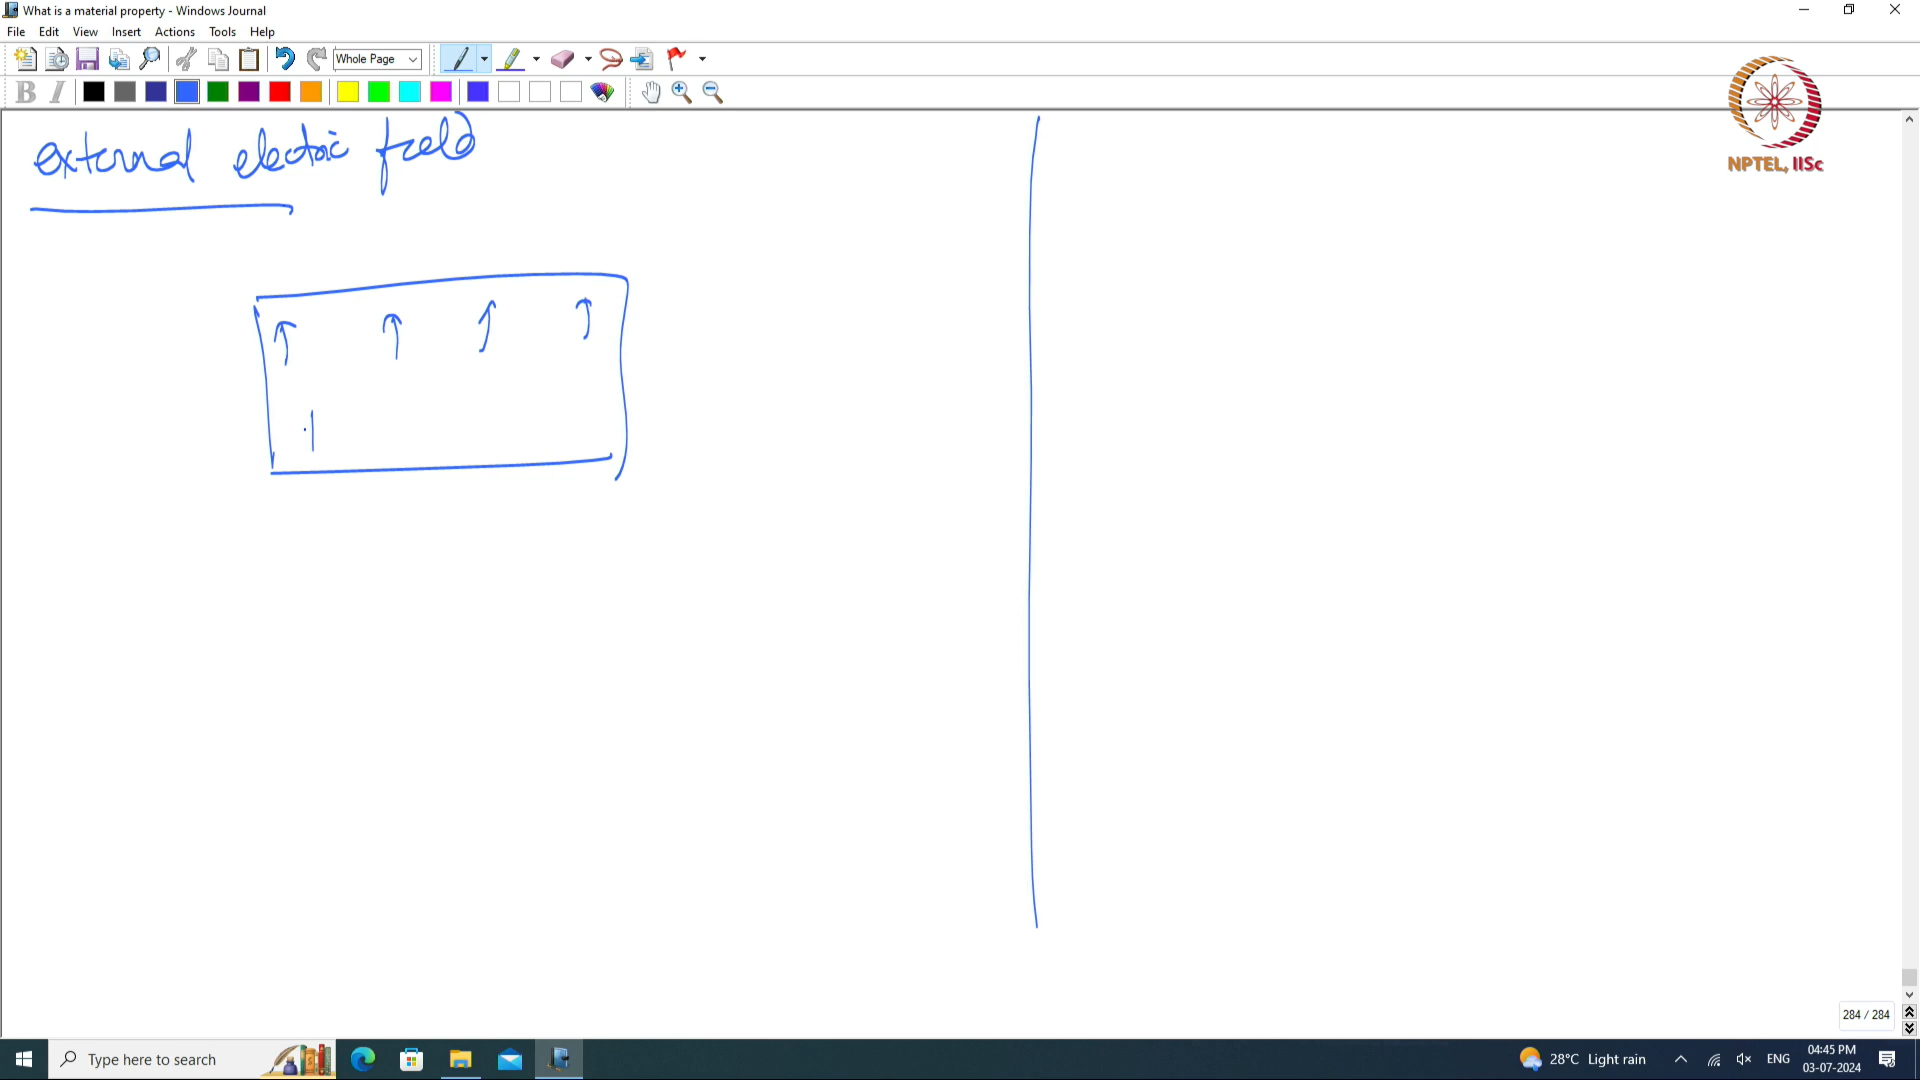 What is a material property - Windows Journal
File Edit View Insert Actions Tools Help
Whole Page
B I
NPTEL, IISc
external electric field
284 / 284
Type here to search
28°C Light rain
ENG
04:45 PM
03-07-2024